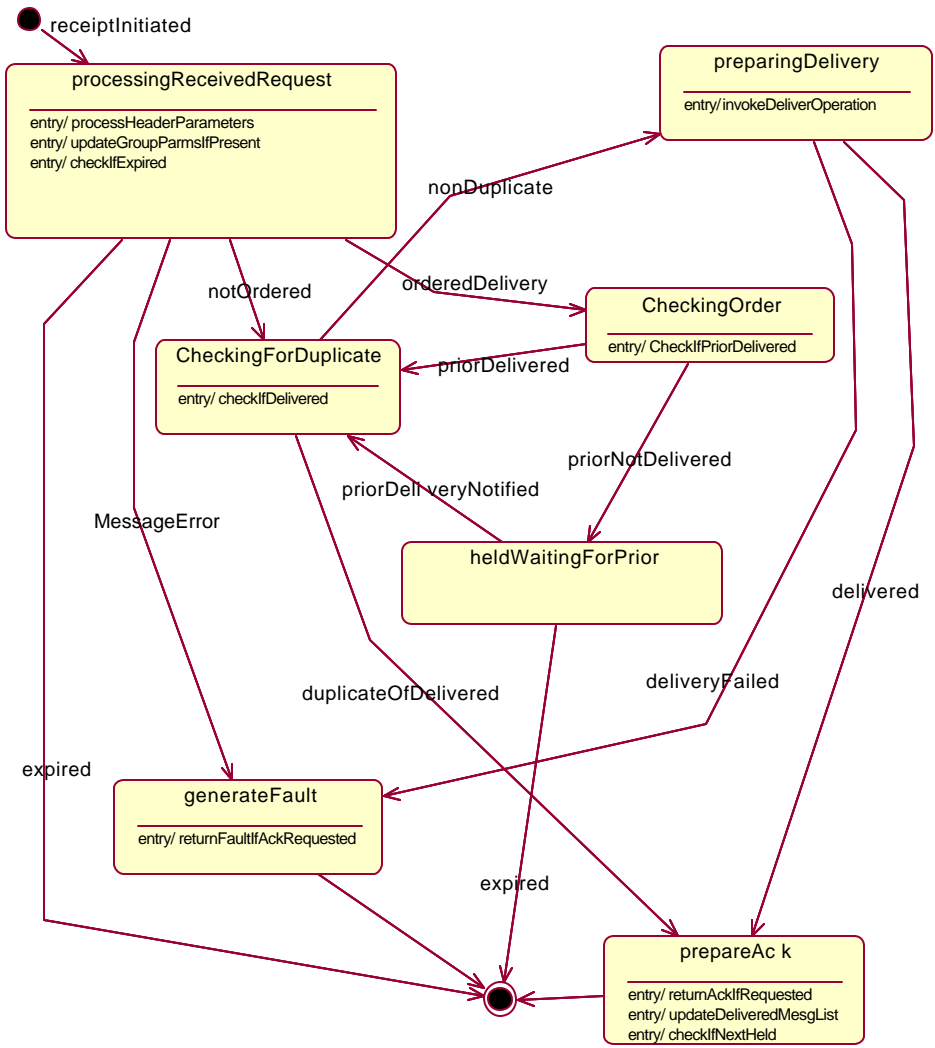 receiptInitiated
processingReceivedRequest
entry/ processHeaderParameters
entry/ updateGroupParmsIfPresent
entry/ checkIfExpired
preparingDelivery
entry/invokeDeliverOperation
nonDuplicate
notOrdered
orderedDelivery
CheckingOrder
entry/ CheckIfPriorDelivered
CheckingForDuplicate
entry/ checkIfDelivered
priorDelivered
priorNotDelivered
priorDeli veryNotified
MessageError
heldWaitingForPrior
delivered
duplicateOfDelivered
deliveryFailed
expired
generateFault
entry/ returnFaultIfAckRequested
expired
prepareAc k
entry/ returnAckIfRequested
entry/ updateDeliveredMesgList
entry/ checkIfNextHeld